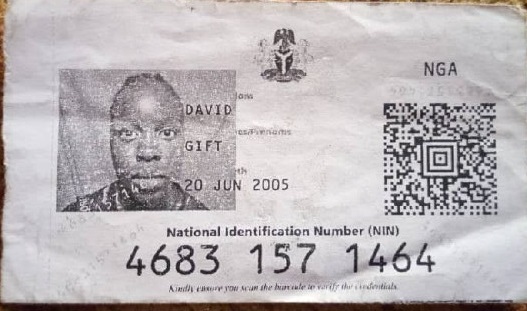 NGA
DAVID
GIFT
20 JUN 2005
National Identification Number (NIN)
4683 157 1464
Kindly ensure you scan the barcode to verify the credentials.